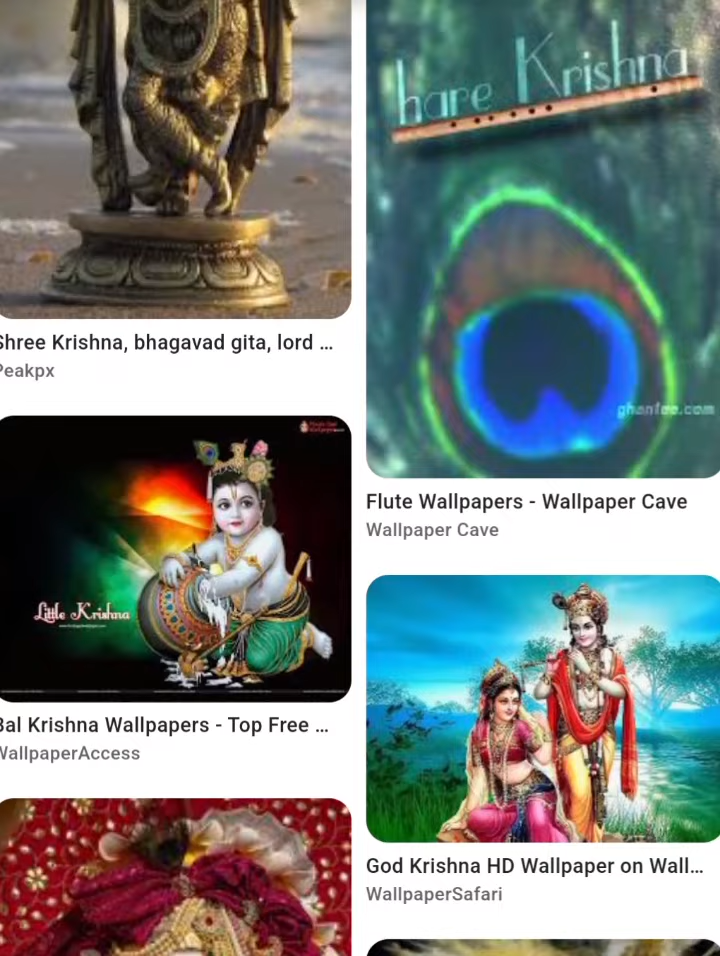 hare Krishna
ghantee.com
Shree Krishna, bhagavad gita, lord ...
Peakpx
Flute Wallpapers - Wallpaper Cave
Wallpaper Cave
Little Krishna
Bal Krishna Wallpapers - Top Free ...
WallpaperAccess
God Krishna HD Wallpaper on Wall...
WallpaperSafari